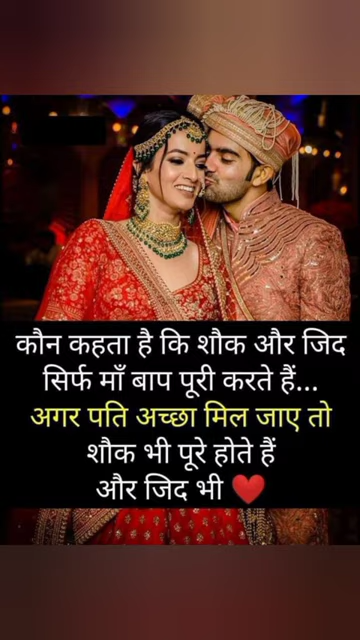 कौन कहता है कि शौक और जिद
सिर्फ माँ बाप पूरी करते हैं...
अगर पति अच्छा मिल जाए तो
शौक भी पूरे होते हैं
और जिद भी ❤️